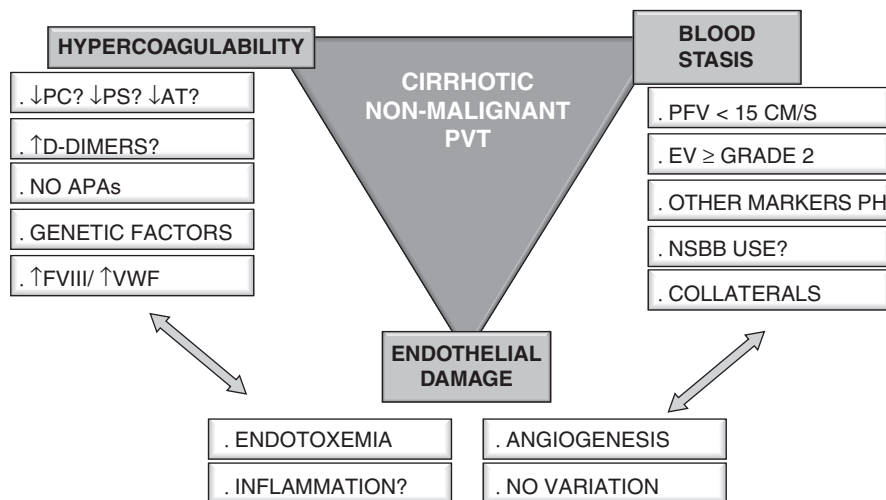 HYPERCOAGULABILITY
. ↓PC? ↓PS? ↓AT?
. ↑D-DIMERS?
. NO APAs
. GENETIC FACTORS
. ↑FVIII/ ↑VWF
CIRRHOTIC
NON-MALIGNANT
PVT
BLOOD
STASIS
. PFV < 15 CM/S
. EV ≥ GRADE 2
. OTHER MARKERS PH
. NSBB USE?
. COLLATERALS
ENDOTHELIAL
DAMAGE
. ENDOTOXEMIA
. INFLAMMATION?
. ANGIOGENESIS
. NO VARIATION